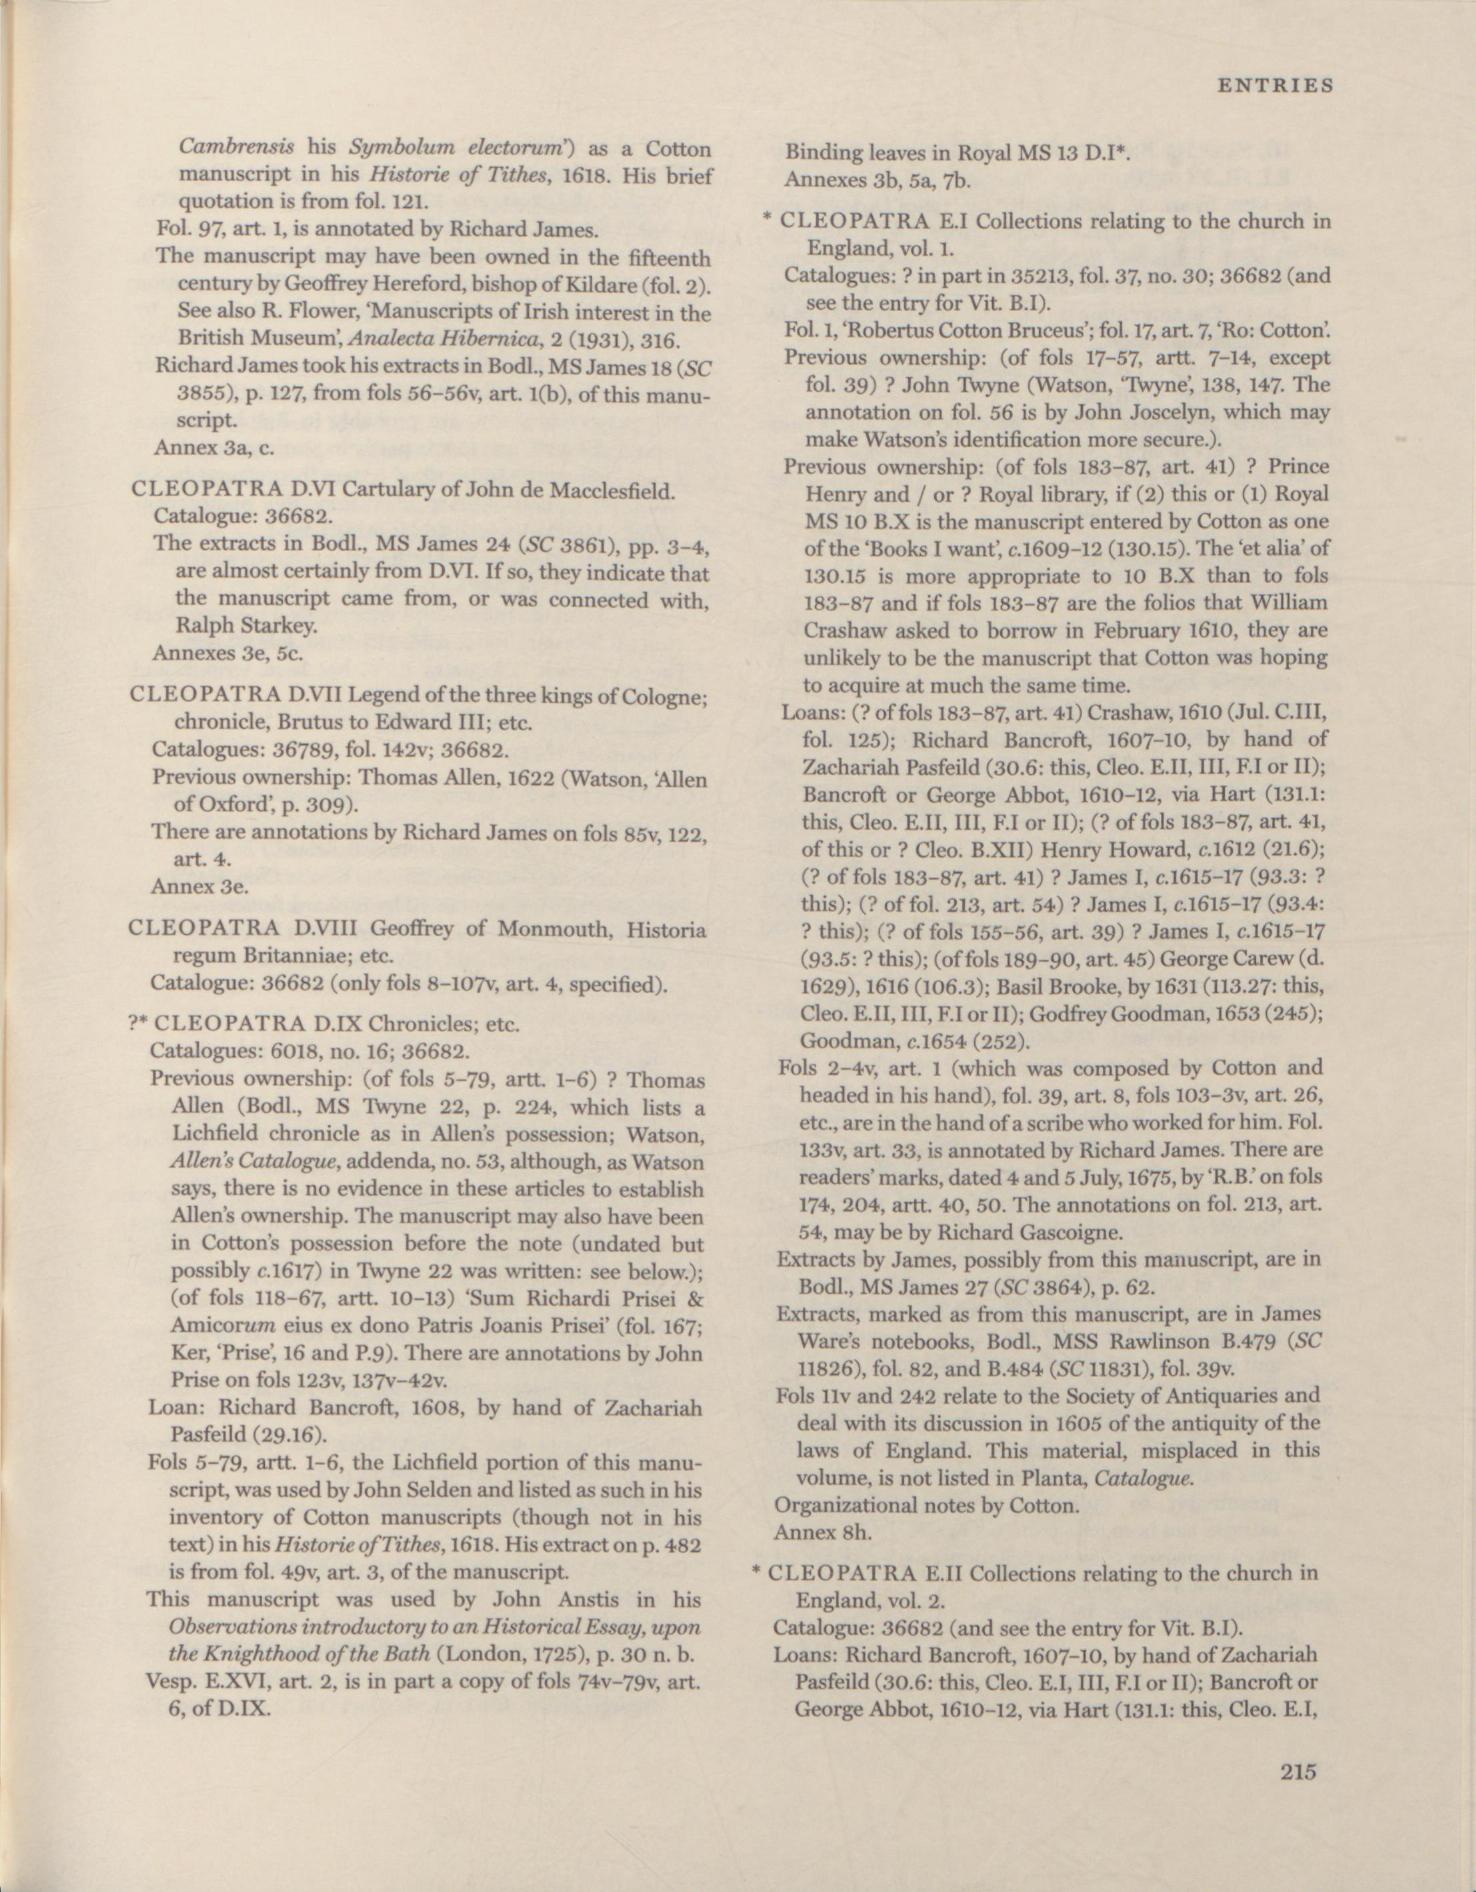 ENTRIES
Cambrensis his Symbolum electorum’) as a Cotton
manuscript in his Historie of Tithes, 1618. His brief
quotation is from fol. 121.
Fol. 97, art. 1, is annotated by Richard James.
The manuscript may have been owned in the fifteenth
century by Geoffrey Hereford, bishop of Kildare (fol. 2).
See also R. Flower, ‘Manuscripts of Irish interest in the
British Museum’, Analecta Hibernica, 2 (1931), 316.
Richard James took his extracts in Bodl., MS James 18 (SC
3855), p. 127, from fols 56–56v, art. 1(b), of this manu-
script.
Annex 3a, c.
CLEOPATRA D.VI Cartulary of John de Macclesfield.
Catalogue: 36682.
The extracts in Bodl., MS James 24 (SC 3861), pp. 3–4,
are almost certainly from D.VI. If so, they indicate that
the manuscript came from, or was connected with,
Ralph Starkey.
Annexes 3e, 5c.
CLEOPATRA D.VII Legend of the three kings of Cologne;
chronicle, Brutus to Edward III; etc.
Catalogues: 36789, fol. 142v; 36682.
Previous ownership: Thomas Allen, 1622 (Watson, ‘Allen
of Oxford’, p. 309).
There are annotations by Richard James on fols 85v, 122,
art. 4.
Annex 3e.
CLEOPATRA D.VIII Geoffrey of Monmouth, Historia
regum Britanniae; etc.
Catalogue: 36682 (only fols 8–107v, art. 4, specified).
?* CLEOPATRA D.IX Chronicles; etc.
Catalogues: 6018, no. 16; 36682.
Previous ownership: (of fols 5–79, artt. 1–6) ? Thomas
Allen (Bodl., MS Twyne 22, p. 224, which lists a
Lichfield chronicle as in Allen’s possession; Watson,
Allen’s Catalogue, addenda, no. 53, although, as Watson
says, there is no evidence in these articles to establish
Allen’s ownership. The manuscript may also have been
in Cotton’s possession before the note (undated but
possibly c.1617) in Twyne 22 was written: see below.);
(of fols 118–67, artt. 10–13) ‘Sum Richardi Prisei &
Amicorum eius ex dono Patris Joanis Prisei’ (fol. 167;
Ker, ‘Prise’, 16 and P.9). There are annotations by John
Prise on fols 123v, 137v–42v.
Loan: Richard Bancroft, 1608, by hand of Zachariah
Pasfeild (29.16).
Fols 5–79, artt. 1–6, the Lichfield portion of this manu-
script, was used by John Selden and listed as such in his
inventory of Cotton manuscripts (though not in his
text) in his Historie of Tithes, 1618. His extract on p. 482
is from fol. 49v, art. 3, of the manuscript.
This manuscript was used by John Anstis in his
Observations introductory to an Historical Essay, upon
the Knighthood of the Bath (London, 1725), p. 30 n. b.
Vesp. E.XVI, art. 2, is in part a copy of fols 74v–79v, art.
6, of D.IX.
Binding leaves in Royal MS 13 D.I*.
Annexes 3b, 5a, 7b.
* CLEOPATRA E.I Collections relating to the church in
England, vol. 1.
Catalogues: ? in part in 35213, fol. 37, no. 30; 36682 (and
see the entry for Vit. B.I).
Fol. 1, ‘Robertus Cotton Bruceus’; fol. 17, art. 7, ‘Ro: Cotton’.
Previous ownership: (of fols 17–57, artt. 7–14, except
fol. 39) ? John Twyne (Watson, ‘Twyne’, 138, 147. The
annotation on fol. 56 is by John Joscelyn, which may
make Watson’s identification more secure.).
Previous ownership: (of fols 183–87, art. 41) ? Prince
Henry and / or ? Royal library, if (2) this or (1) Royal
MS 10 B.X is the manuscript entered by Cotton as one
of the ‘Books I want’, c.1609–12 (130.15). The ‘et alia’ of
130.15 is more appropriate to 10 B.X than to fols
183–87 and if fols 183–87 are the folios that William
Crashaw asked to borrow in February 1610, they are
unlikely to be the manuscript that Cotton was hoping
to acquire at much the same time.
Loans: (? of fols 183–87, art. 41) Crashaw, 1610 (Jul. C.III,
fol. 125); Richard Bancroft, 1607–10, by hand of
Zachariah Pasfeild (30.6: this, Cleo. E.II, III, F.I or II);
Bancroft or George Abbot, 1610–12, via Hart (131.1:
this, Cleo. E.II, III, F.I or II); (? of fols 183–87, art. 41,
of this or ? Cleo. B.XII) Henry Howard, c.1612 (21.6);
(? of fols 183–87, art. 41) ? James I, c.1615–17 (93.3: ?
this); (? of fol. 213, art. 54) ? James I, c.1615–17 (93.4:
? this); (? of fols 155–56, art. 39) ? James I, c.1615–17
(93.5: ? this); (of fols 189–90, art. 45) George Carew (d.
1629), 1616 (106.3); Basil Brooke, by 1631 (113.27: this,
Cleo. E.II, III, F.I or II); Godfrey Goodman, 1653 (245);
Goodman, c.1654 (252).
Fols 2–4v, art. 1 (which was composed by Cotton and
headed in his hand), fol. 39, art. 8, fols 103–3v, art. 26,
etc., are in the hand of a scribe who worked for him. Fol.
133v, art. 33, is annotated by Richard James. There are
readers’ marks, dated 4 and 5 July, 1675, by ‘R.B.’ on fols
174, 204, artt. 40, 50. The annotations on fol. 213, art.
54, may be by Richard Gascoigne.
Extracts by James, possibly from this manuscript, are in
Bodl., MS James 27 (SC 3864), p. 62.
Extracts, marked as from this manuscript, are in James
Ware’s notebooks, Bodl., MSS Rawlinson B.479 (SC
11826), fol. 82, and B.484 (SC 11831), fol. 39v.
Fols 11v and 242 relate to the Society of Antiquaries and
deal with its discussion in 1605 of the antiquity of the
laws of England. This material, misplaced in this
volume, is not listed in Planta, Catalogue.
Organizational notes by Cotton.
Annex 8h.
* CLEOPATRA E.II Collections relating to the church in
England, vol. 2.
Catalogue: 36682 (and see the entry for Vit. B.I).
Loans: Richard Bancroft, 1607–10, by hand of Zachariah
Pasfeild (30.6: this, Cleo. E.I, III, F.I or II); Bancroft or
George Abbot, 1610–12, via Hart (131.1: this, Cleo. E.I,
215